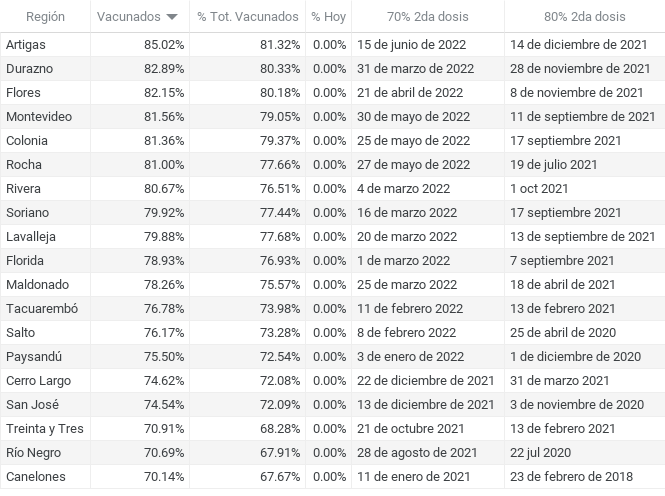 Región Vacunados % Tot. Vacunados % Hoy 70% 2da dosis 80% 2da dosis
Artigas 85.02% 81.32% 0.00% 15 de junio de 2022 14 de diciembre de 2021
Durazno 82.89% 80.33% 0.00% 31 de marzo de 2022 28 de noviembre de 2021
Flores 82.15% 80.18% 0.00% 21 de abril de 2022 8 de noviembre de 2021
Montevideo 81.56% 79.05% 0.00% 30 de mayo de 2022 11 de septiembre de 2021
Colonia 81.36% 79.37% 0.00% 25 de mayo de 2022 17 septiembre 2021
Rocha 81.00% 77.66% 0.00% 27 de mayo de 2022 19 de julio 2021
Rivera 80.67% 76.51% 0.00% 4 de marzo 2022 1 oct 2021
Soriano 79.92% 77.44% 0.00% 16 de marzo 2022 17 septiembre 2021
Lavalleja 79.88% 77.68% 0.00% 20 de marzo 2022 13 de septiembre de 2021
Florida 78.93% 76.93% 0.00% 1 de marzo 2022 7 septiembre 2021
Maldonado 78.26% 75.57% 0.00% 25 de marzo 2022 18 de abril de 2021
Tacuarembó 76.78% 73.98% 0.00% 11 de febrero 2022 13 de febrero 2021
Salto 76.17% 73.28% 0.00% 8 de febrero 2022 25 de abril de 2020
Paysandú 75.50% 72.54% 0.00% 3 de enero de 2022 1 de diciembre de 2020
Cerro Largo 74.62% 72.08% 0.00% 22 de diciembre de 2021 31 de marzo 2021
San José 74.54% 72.09% 0.00% 13 de diciembre de 2021 3 de noviembre de 2020
Treinta y Tres 70.91% 68.28% 0.00% 21 de octubre 2021 13 de febrero 2021
Río Negro 70.69% 67.91% 0.00% 28 de agosto de 2021 22 jul 2020
Canelones 70.14% 67.67% 0.00% 11 de enero de 2021 23 de febrero de 2018